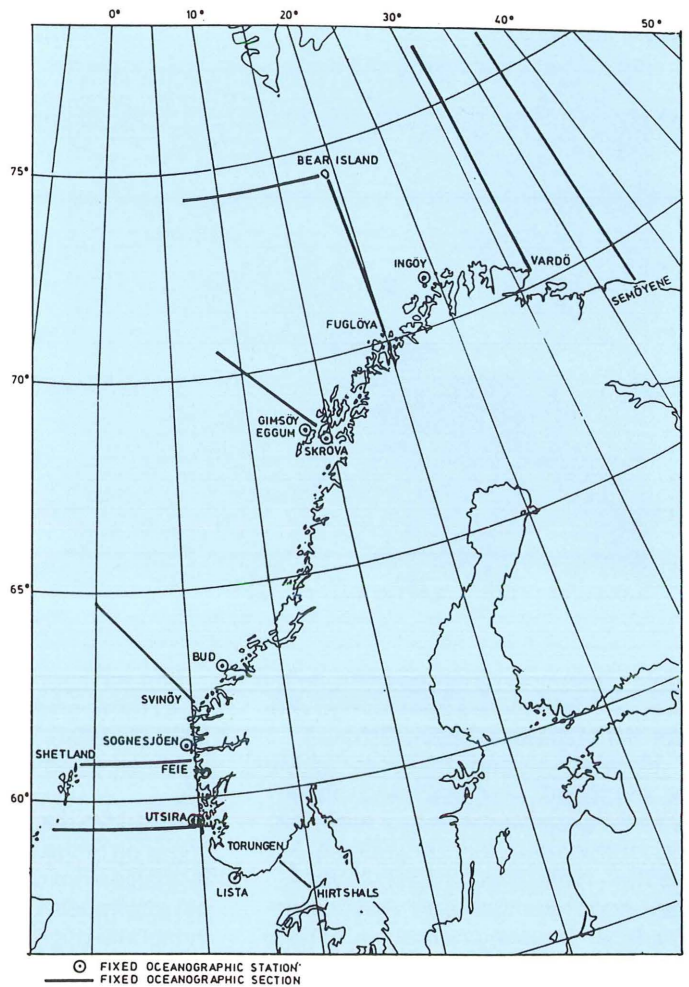 0° 10° 20° 30° 40° 50°
75°
BEAR ISLAND
INGÖY
VARDÖ
SEMÖYENE
FUGLÖYA
70°
GIMSÖY
EGGUM
SKROVA
65°
BUD
SVINÖY
SOGNESJÖEN
SHETLAND
FEIE
60°
UTSIRA
TORUNGEN
LISTA
HIRTSHALS
FIXED OCEANOGRAPHIC STATION
FIXED OCEANOGRAPHIC SECTION